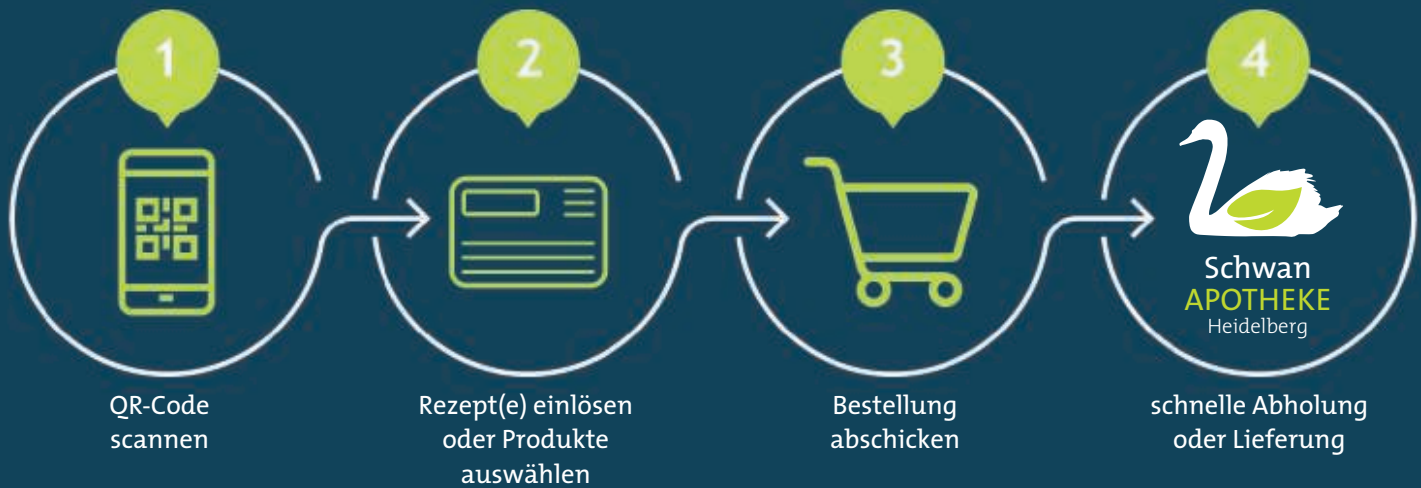 1
2
3
4
Schwan
APOTHEKE
Heidelberg
QR-Code
scannen
Rezept(e) einlösen
oder Produkte
auswählen
Bestellung
abschicken
schnelle Abholung
oder Lieferung